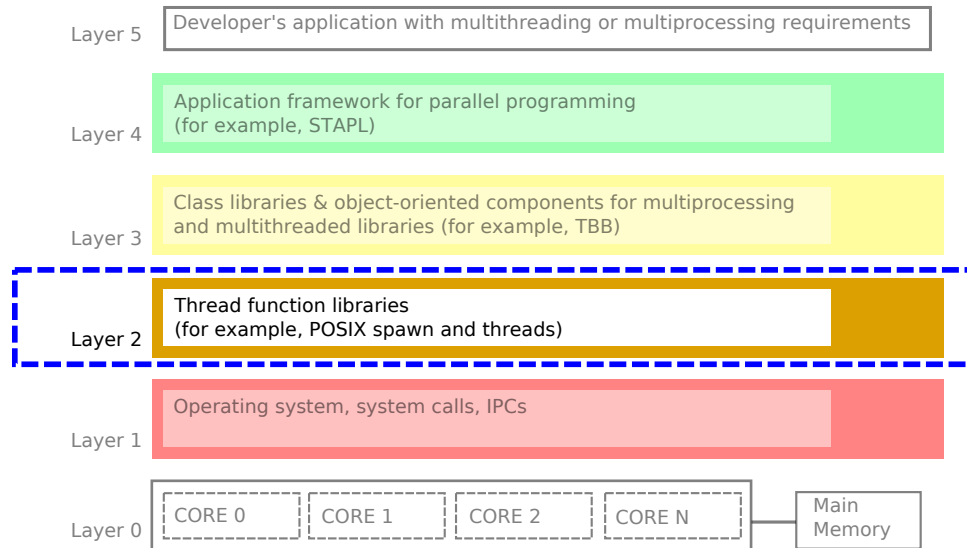 Layer 5
Developer's application with multithreading or multiprocessing requirements
Layer 4
Application framework for parallel programming
(for example, STAPL)
Layer 3
Class libraries & object-oriented components for multiprocessing
and multithreaded libraries (for example, TBB)
Layer 2
Thread function libraries
(for example, POSIX spawn and threads)
Layer 1
Operating system, system calls, IPCs
Layer 0
CORE 0
CORE 1
CORE 2
CORE N
Main
Memory